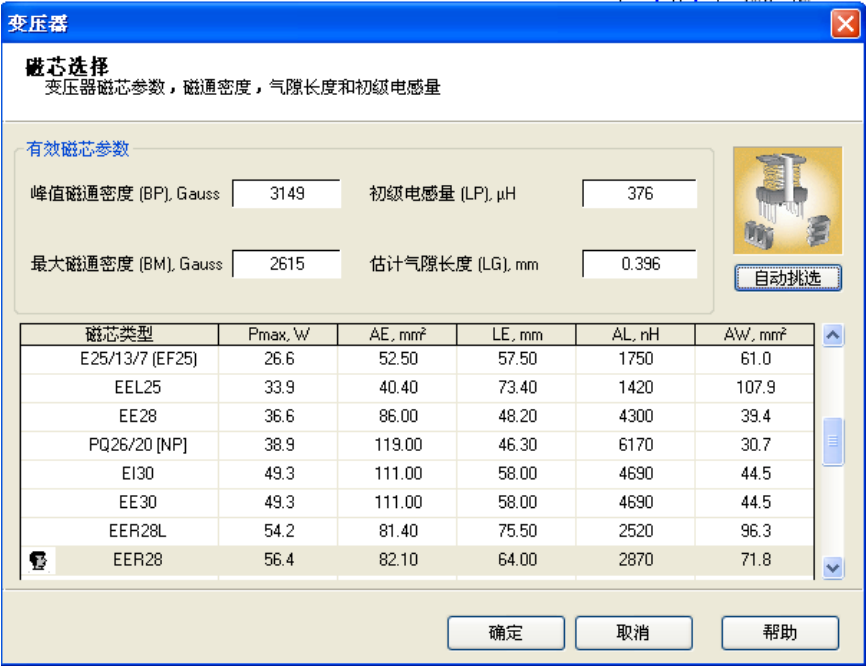 变压器
磁芯选择
变压器磁芯参数，磁通密度，气隙长度和初级电感量
有效磁芯参数
峰值磁通密度 (BP), Gauss 3149 初级电感量 (LP), μH 376
最大磁通密度 (BM), Gauss 2615 估计气隙长度 (LG), mm 0.396
自动挑选
磁芯类型 Pmax, W AE, mm² LE, mm AL, nH AW, mm²
E25/13/7 (EF25) 26.6 52.50 57.50 1750 61.0
EEL25 33.9 40.40 73.40 1420 107.9
EE28 36.6 86.00 48.20 4300 39.4
PQ26/20 [NP] 38.9 119.00 46.30 6170 30.7
EI30 49.3 111.00 58.00 4690 44.5
EE30 49.3 111.00 58.00 4690 44.5
EER28L 54.2 81.40 75.50 2520 96.3
EER28 56.4 82.10 64.00 2870 71.8
确定 取消 帮助